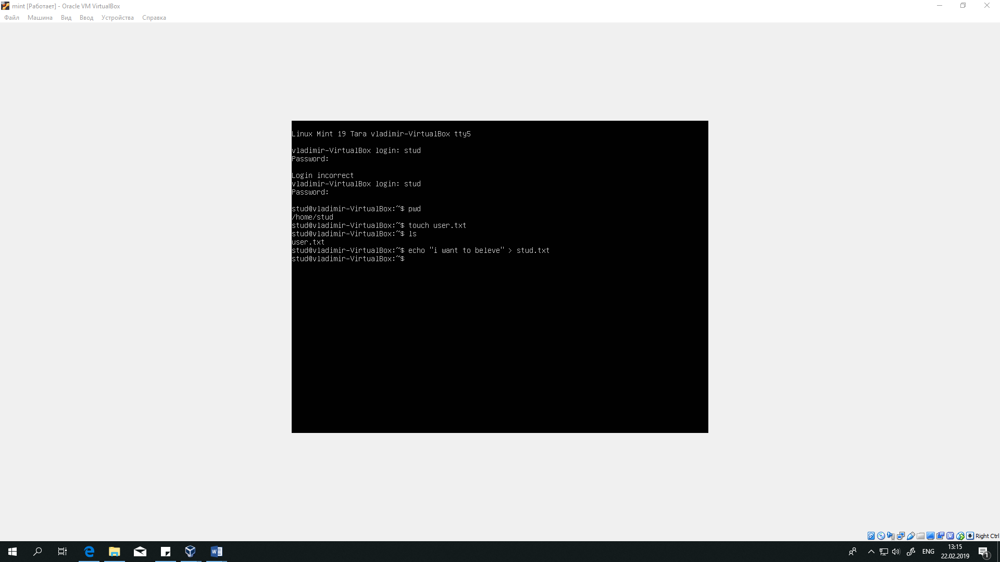 mint [Работает] - Oracle VM VirtualBox
Файл Машина Вид Ввод Устройства Справка
Linux Mint 19 Tara vladimir-VirtualBox tty5
vladimir-VirtualBox login: stud
Password:
Login incorrect
vladimir-VirtualBox login: stud
Password:
stud@vladimir-VirtualBox:~$ pwd
/home/stud
stud@vladimir-VirtualBox:~$ touch user.txt
stud@vladimir-VirtualBox:~$ ls
user.txt
stud@vladimir-VirtualBox:~$ echo "i want to beleve" > stud.txt
stud@vladimir-VirtualBox:~$
Right Ctrl
ENG
13:15
22.02.2019
1